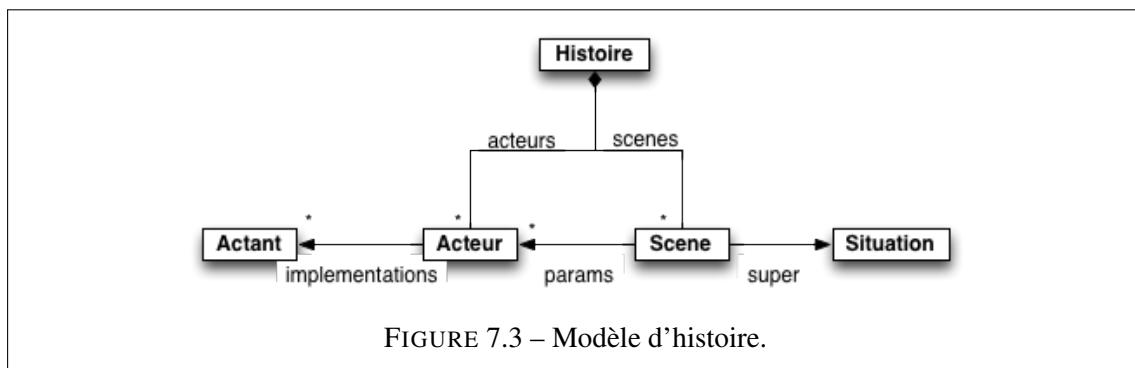 Histoire
acteurs scenes
* * * *
Actant Acteur Scene Situation
implementations params super
FIGURE 7.3 – Modèle d'histoire.